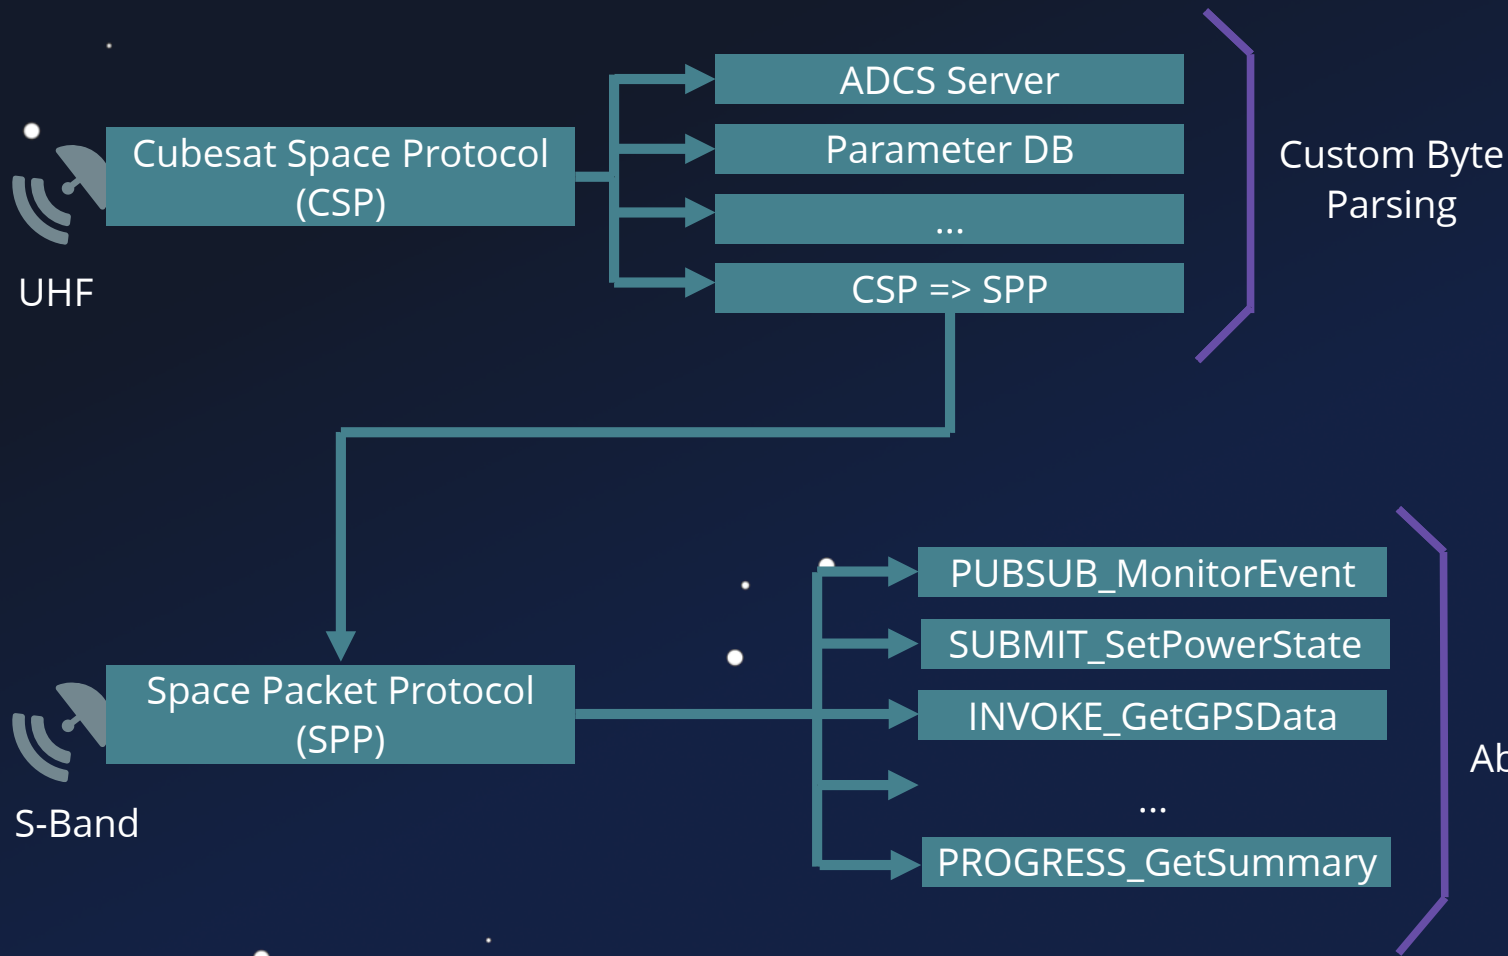 Cubesat Space Protocol
(CSP)
UHF
ADCS Server
Parameter DB
...
CSP => SPP
Custom Byte
Parsing
Space Packet Protocol
(SPP)
S-Band
PUBSUB_MonitorEvent
SUBMIT_SetPowerState
INVOKE_GetGPSData
...
PROGRESS_GetSummary